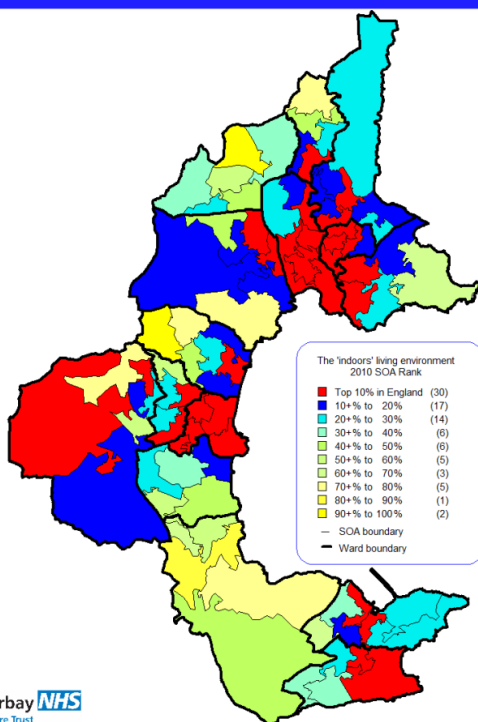 The 'indoors' living environment
2010 SOA Rank
Top 10% in England (30)
10+% to 20% (17)
20+% to 30% (14)
30+% to 40% (6)
40+% to 50% (6)
50+% to 60% (5)
60+% to 70% (3)
70+% to 80% (5)
80+% to 90% (1)
90+% to 100% (2)
SOA boundary
Ward boundary
rbay NHS
re Trust